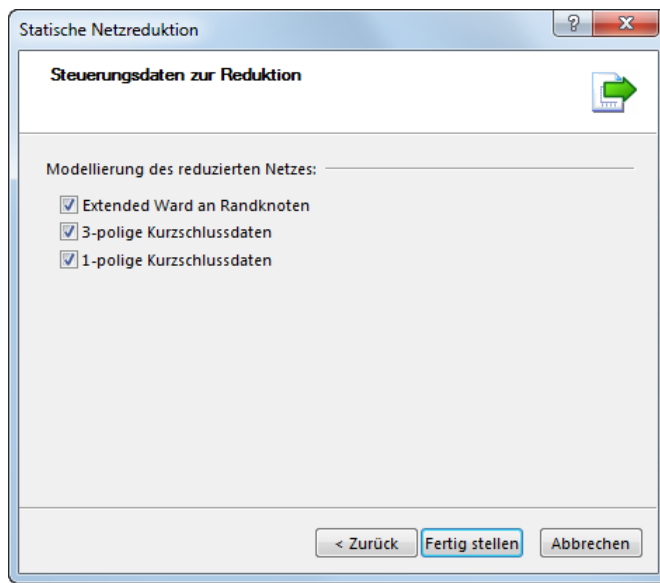 Statische Netzreduktion
Steuerungsdaten zur Reduktion
Modellierung des reduzierten Netzes:
Extended Ward an Randknoten
3-polige Kurzschlussdaten
1-polige Kurzschlussdaten
< Zurück Fertig stellen Abbrechen